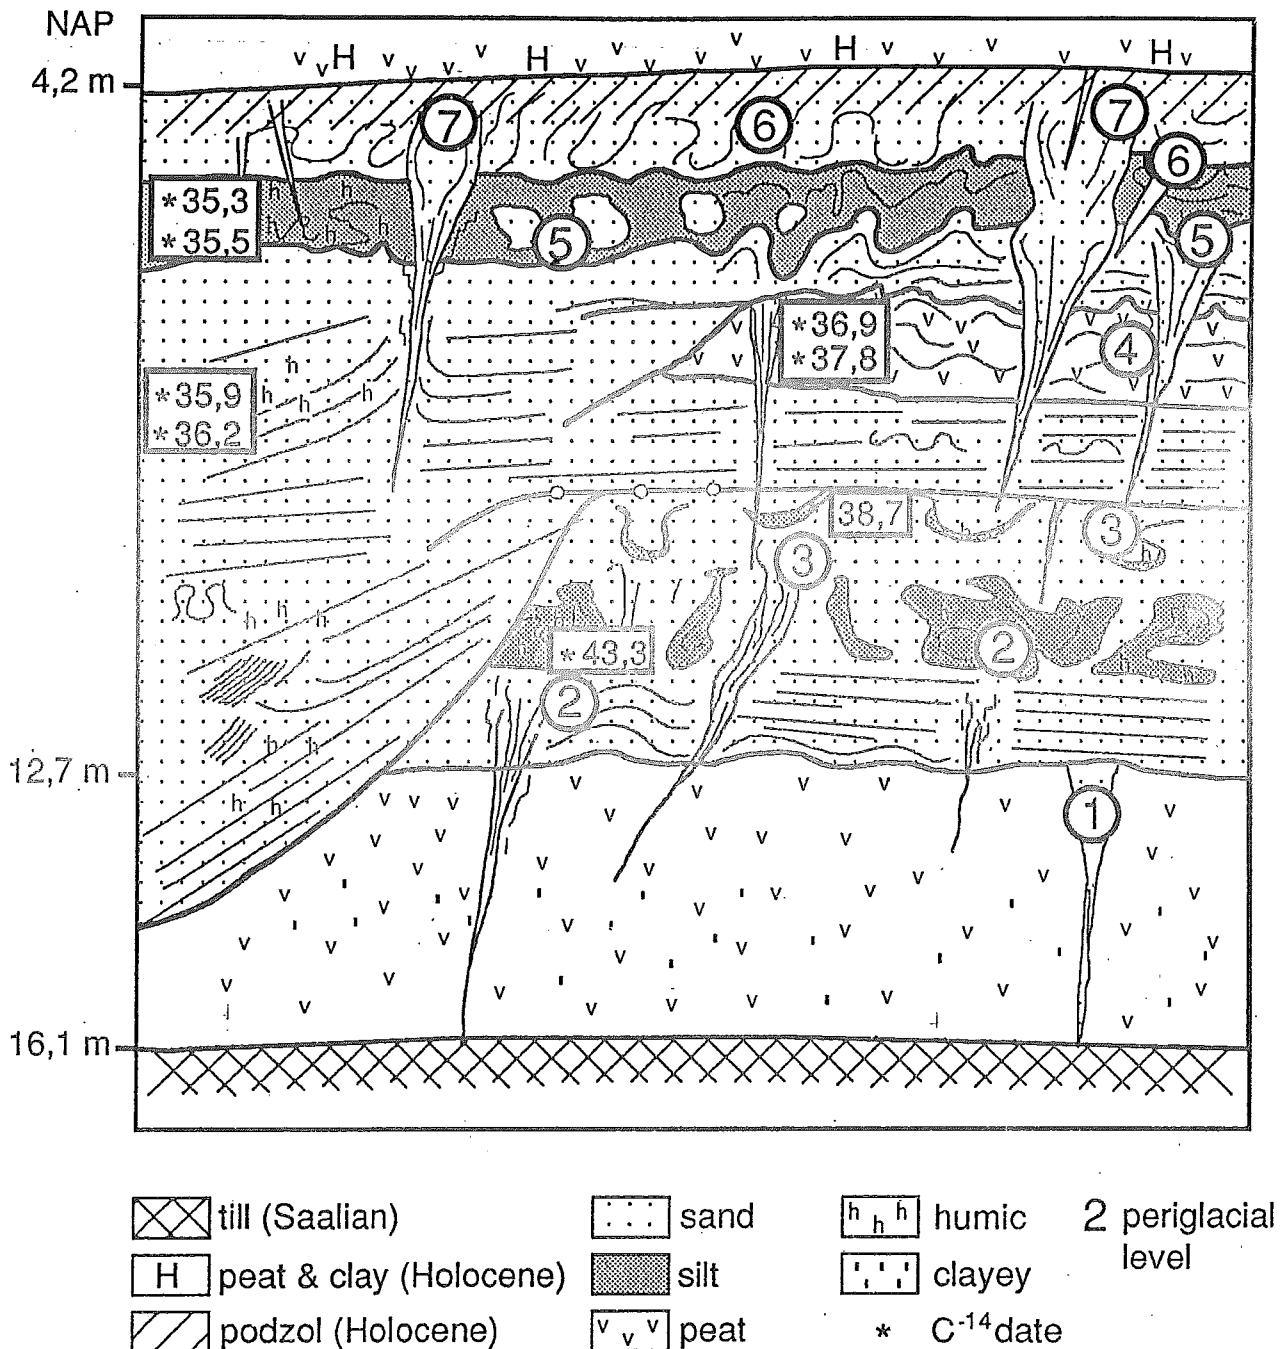 NAP
v v H v v v v H v v v v v v H v v v v H v
4,2 m
7
6
7
6
*35,3
*35,5
h h
h h h
5
5
*36,9
*37,8
4
*35,9
*36,2
h
h h h
38,7
3
3
h
h
h h h
*43,3
2
2
h
2
h h
12,7 m
h h
1
16,1 m
till (Saalian)
sand
h h h humic
2 periglacial
level
H peat & clay (Holocene)
silt
clayey
podzol (Holocene)
v v v peat
* C-14 date